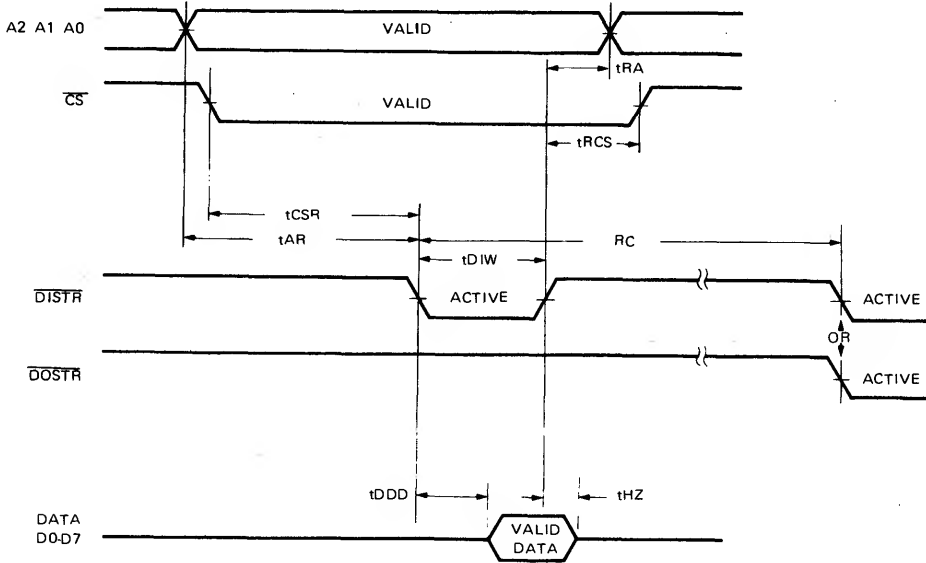 A2 A1 A0
VALID
tRA
CS
VALID
tRCS
tCSR
tAR
RC
tDIW
DISTR
ACTIVE
ACTIVE
OR
DOSTR
ACTIVE
tDDD
tHZ
DATA
D0-D7
VALID
DATA